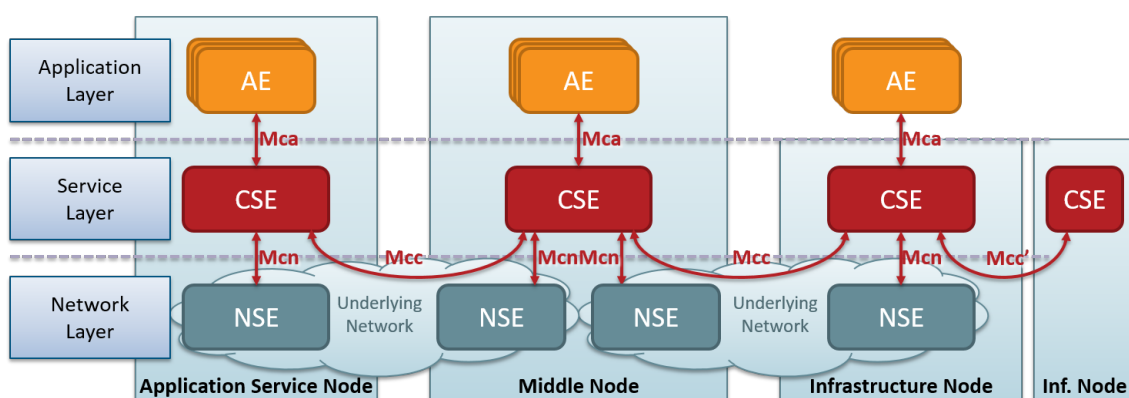 Application
Layer
AE
AE
AE
Mca
Mca
Mca
Service
Layer
CSE
CSE
CSE
CSE
Mcn
Mcc
Mcn
Mcn
Mcc
Mcn
Mcc'
Network
Layer
NSE
Underlying
Network
NSE
NSE
Underlying
Network
NSE
Application Service Node
Middle Node
Infrastructure Node
Inf. Node